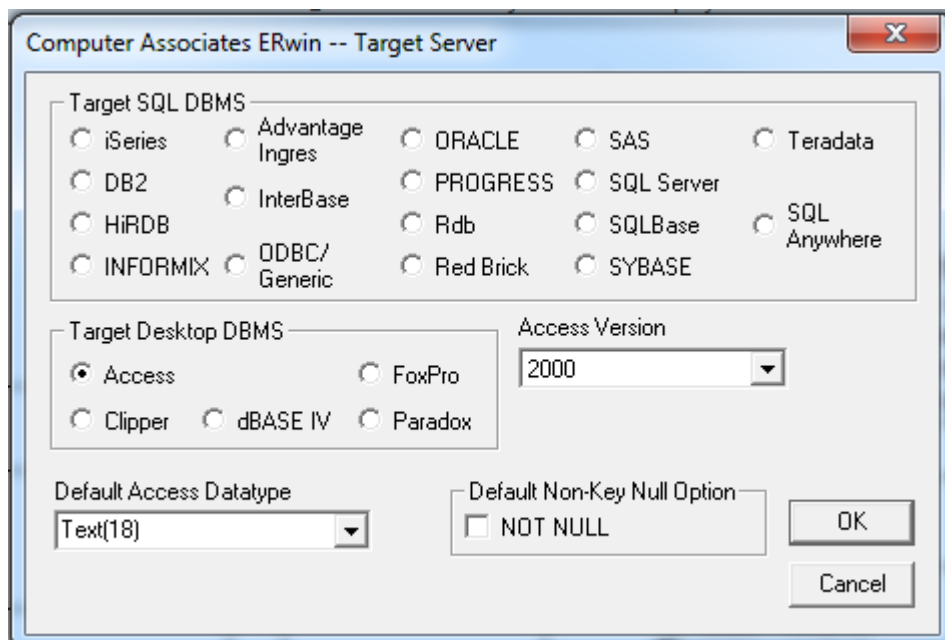 Computer Associates ERwin -- Target Server
Target SQL DBMS
iSeries
Advantage
Ingres
ORACLE
SAS
Teradata
DB2
InterBase
PROGRESS
SQL Server
HiRDB
Rdb
SQLBase
SQL
Anywhere
INFORMIX
ODBC/
Generic
Red Brick
SYBASE
Target Desktop DBMS
Access
FoxPro
Clipper
dBASE IV
Paradox
Access Version
2000
Default Access Datatype
Text(18)
Default Non-Key Null Option
NOT NULL
OK
Cancel